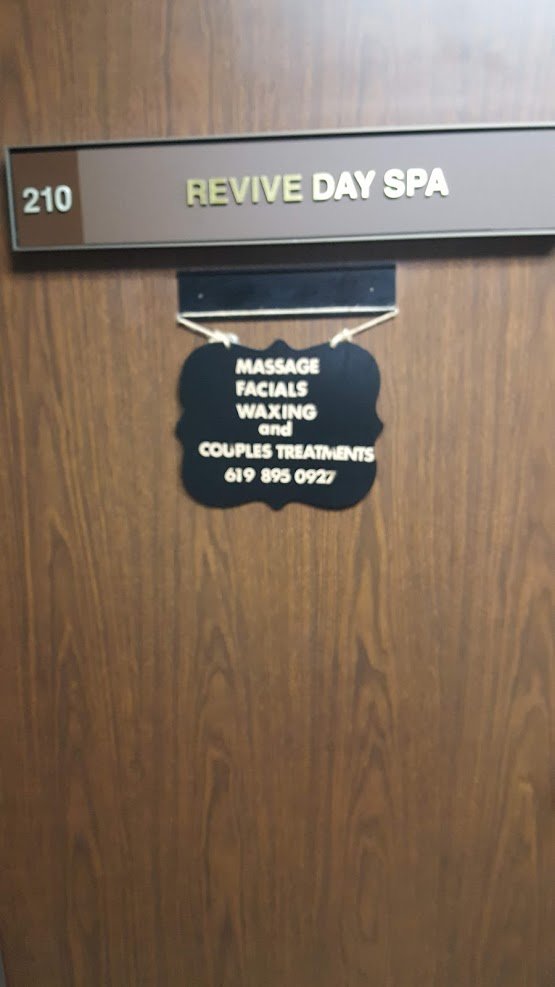 210
REVIVE DAY SPA
MASSAGE
FACIALS
WAXING
and
COUPLES TREATMENTS
619 895 0927